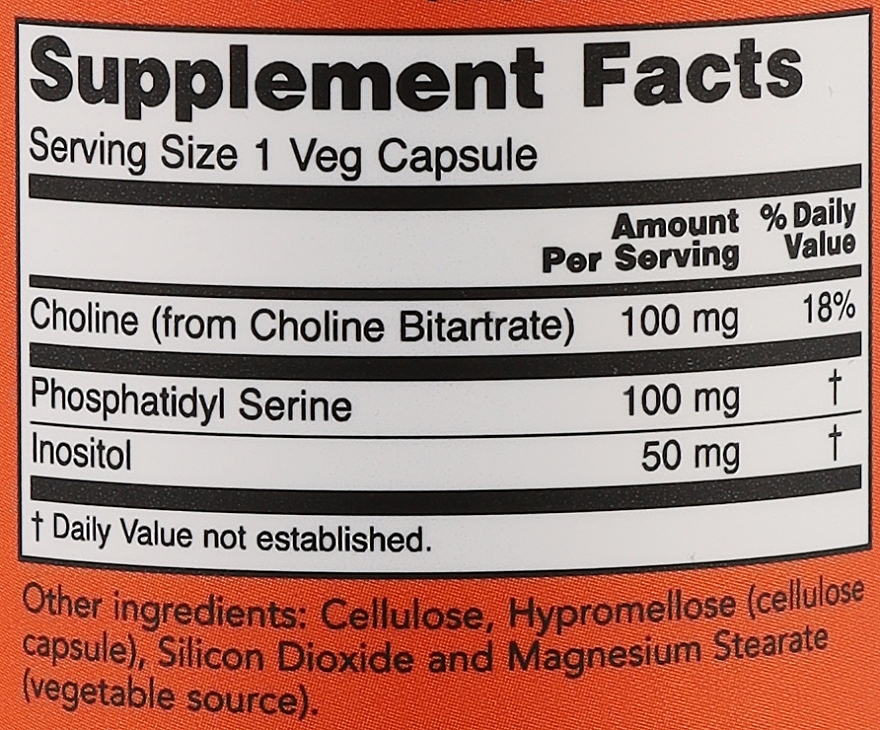 Supplement Facts
Serving Size 1 Veg Capsule
Amount % Daily
Per Serving Value
Choline (from Choline Bitartrate) 100 mg 18%
Phosphatidyl Serine 100 mg †
Inositol 50 mg †
† Daily Value not established.
Other ingredients: Cellulose, Hypromellose (cellulose
capsule), Silicon Dioxide and Magnesium Stearate
(vegetable source).